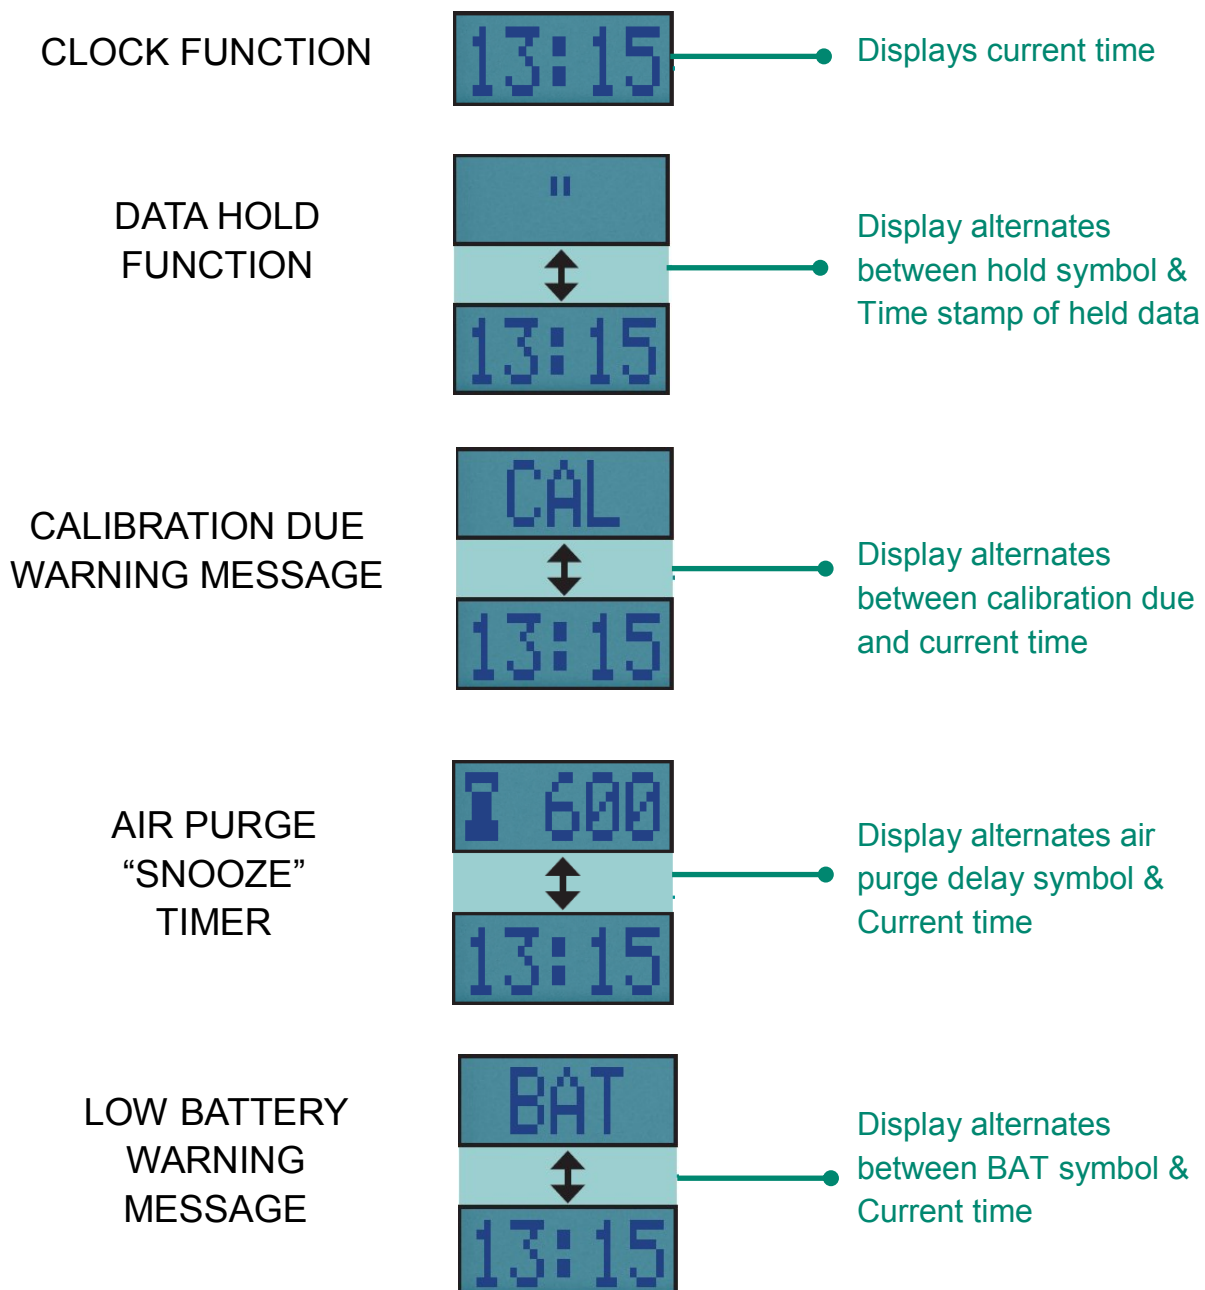 CLOCK FUNCTION
13:15
Displays current time
DATA HOLD
FUNCTION
"
13:15
Display alternates
between hold symbol &
Time stamp of held data
CALIBRATION DUE
WARNING MESSAGE
CAL
13:15
Display alternates
between calibration due
and current time
AIR PURGE
“SNOOZE”
TIMER
600
13:15
Display alternates air
purge delay symbol &
Current time
LOW BATTERY
WARNING
MESSAGE
BAT
13:15
Display alternates
between BAT symbol &
Current time